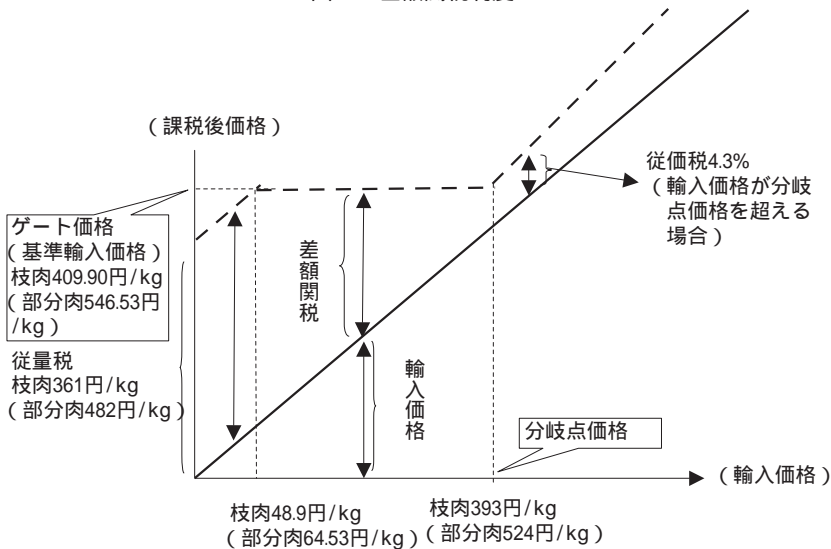 （課税後価格）
従価税4.3%
（輸入価格が分岐
点価格を超える
場合）
ゲート価格
（基準輸入価格）
枝肉409.90円/kg
（部分肉546.53円
/kg）
差額関税
従量税
枝肉361円/kg
（部分肉482円/kg）
輸入価格
分岐点価格
（輸入価格）
枝肉48.9円/kg
（部分肉64.53円/kg）
枝肉393円/kg
（部分肉524円/kg）